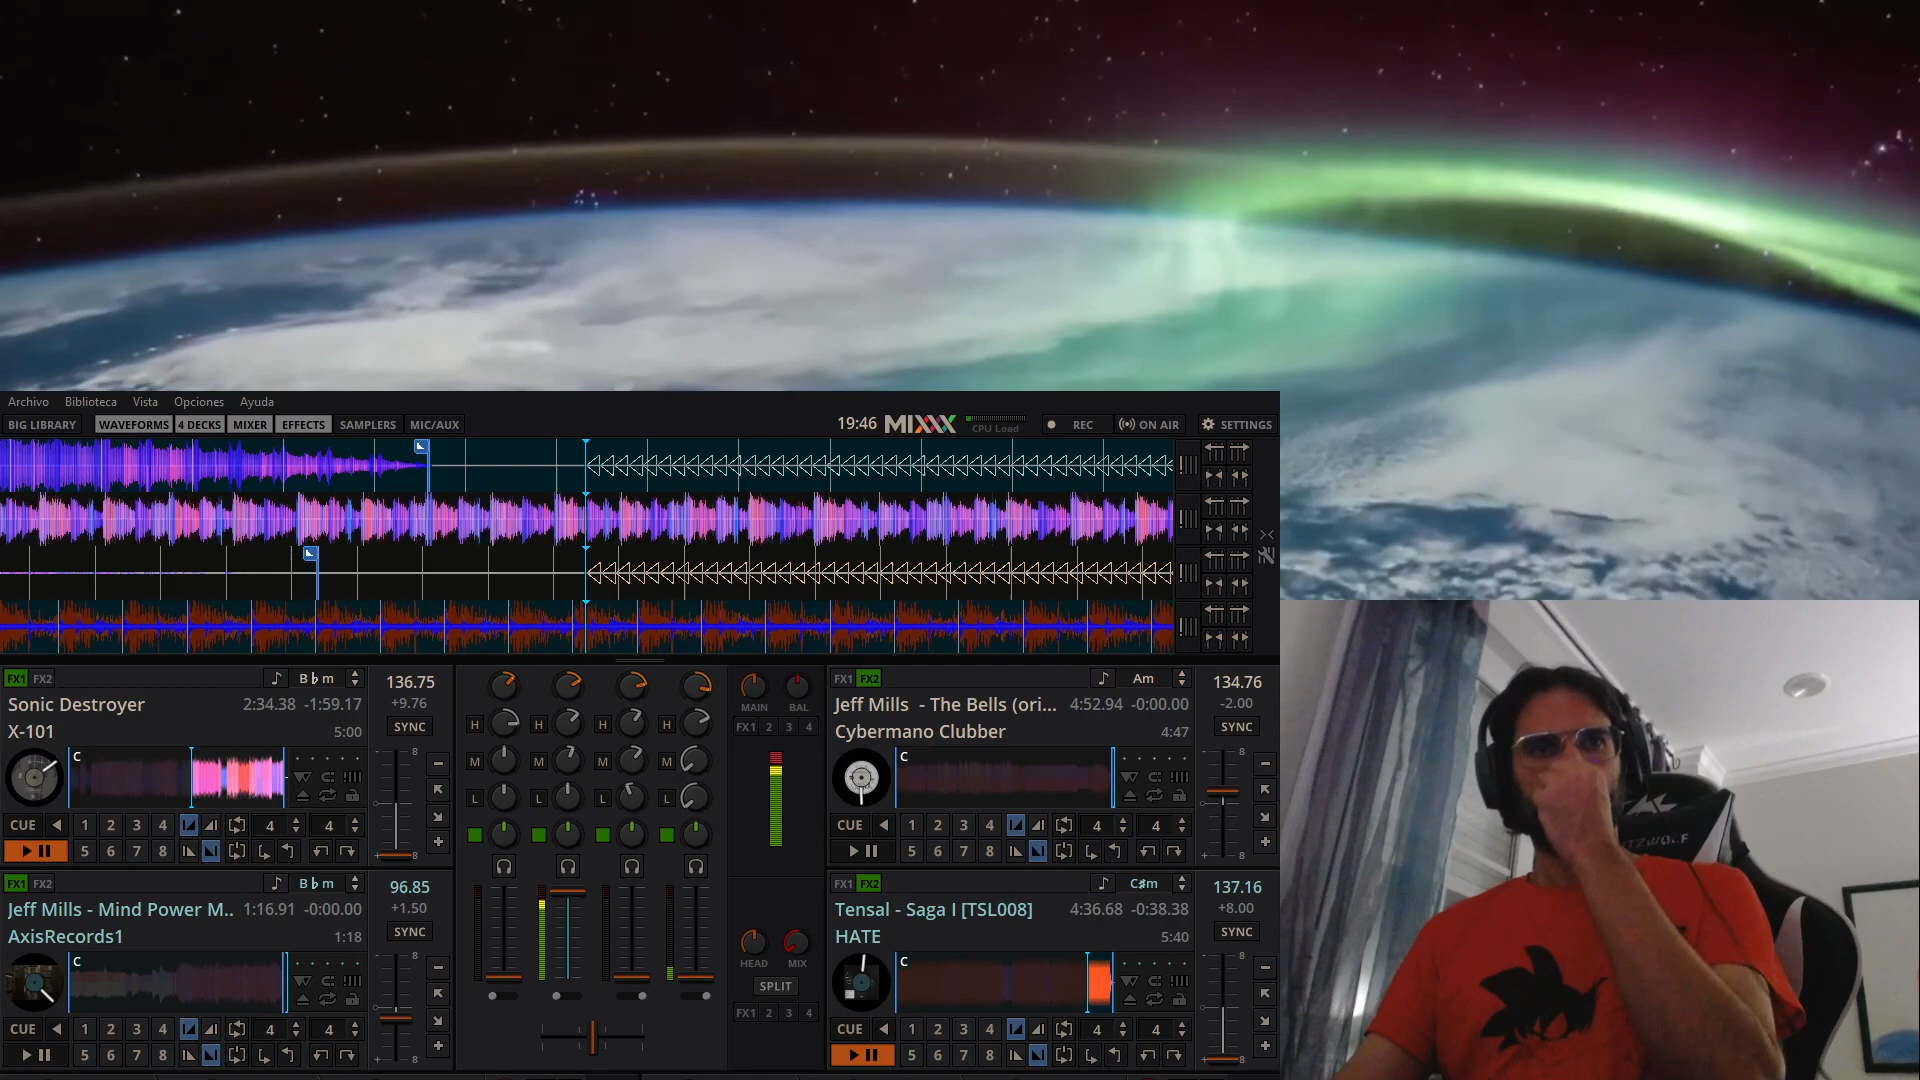 Archivo Biblioteca Vista Opciones Ayuda
BIG LIBRARY WAVEFORMS 4 DECKS MIXER EFFECTS SAMPLERS MIC/AUX 19:46 MIXXX CPU Load REC ON AIR SETTINGS
FX1 FX2 B♭m 136.75
Sonic Destroyer 2:34.38 -1:59.17 +9.76
X-101 5:00 SYNC
C 8
CUE 1 2 3 4 4 4
5 6 7 8 8
FX1 FX2 B♭m 96.85
Jeff Mills - Mind Power M.. 1:16.91 -0:00.00 +1.50
AxisRecords1 1:18 SYNC
C 8
CUE 1 2 3 4 4 4
5 6 7 8 8
H H H H
M M M M
L L L L
MAIN BAL
FX1 2 3 4
HEAD MIX
SPLIT
FX1 2 3 4
FX1 FX2 Am 134.76
Jeff Mills - The Bells (ori... 4:52.94 -0:00.00 -2.00
Cybermano Clubber 4:47 SYNC
C 8
CUE 1 2 3 4 4 4
5 6 7 8 8
FX1 FX2 C♯m 137.16
Tensal - Saga I [TSL008] 4:36.68 -0:38.38 +8.00
HATE 5:40 SYNC
C 8
CUE 1 2 3 4 4 4
5 6 7 8 8